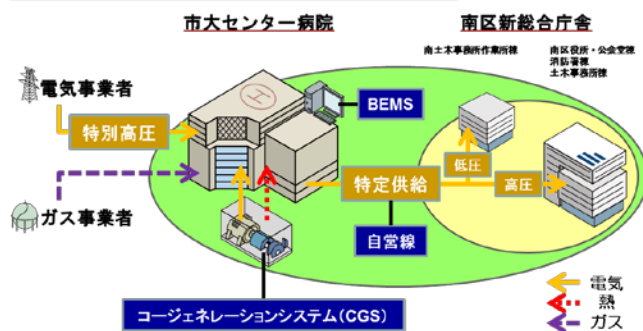 市大センター病院
南区新総合庁舎
南土木事務所作業所棟
南区役所・公会堂棟
消防署棟
土木事務所棟
電気事業者
BEMS
特別高圧
低圧
特定供給
高圧
ガス事業者
自営線
コージェネレーションシステム(CGS)
電気
熱
ガス